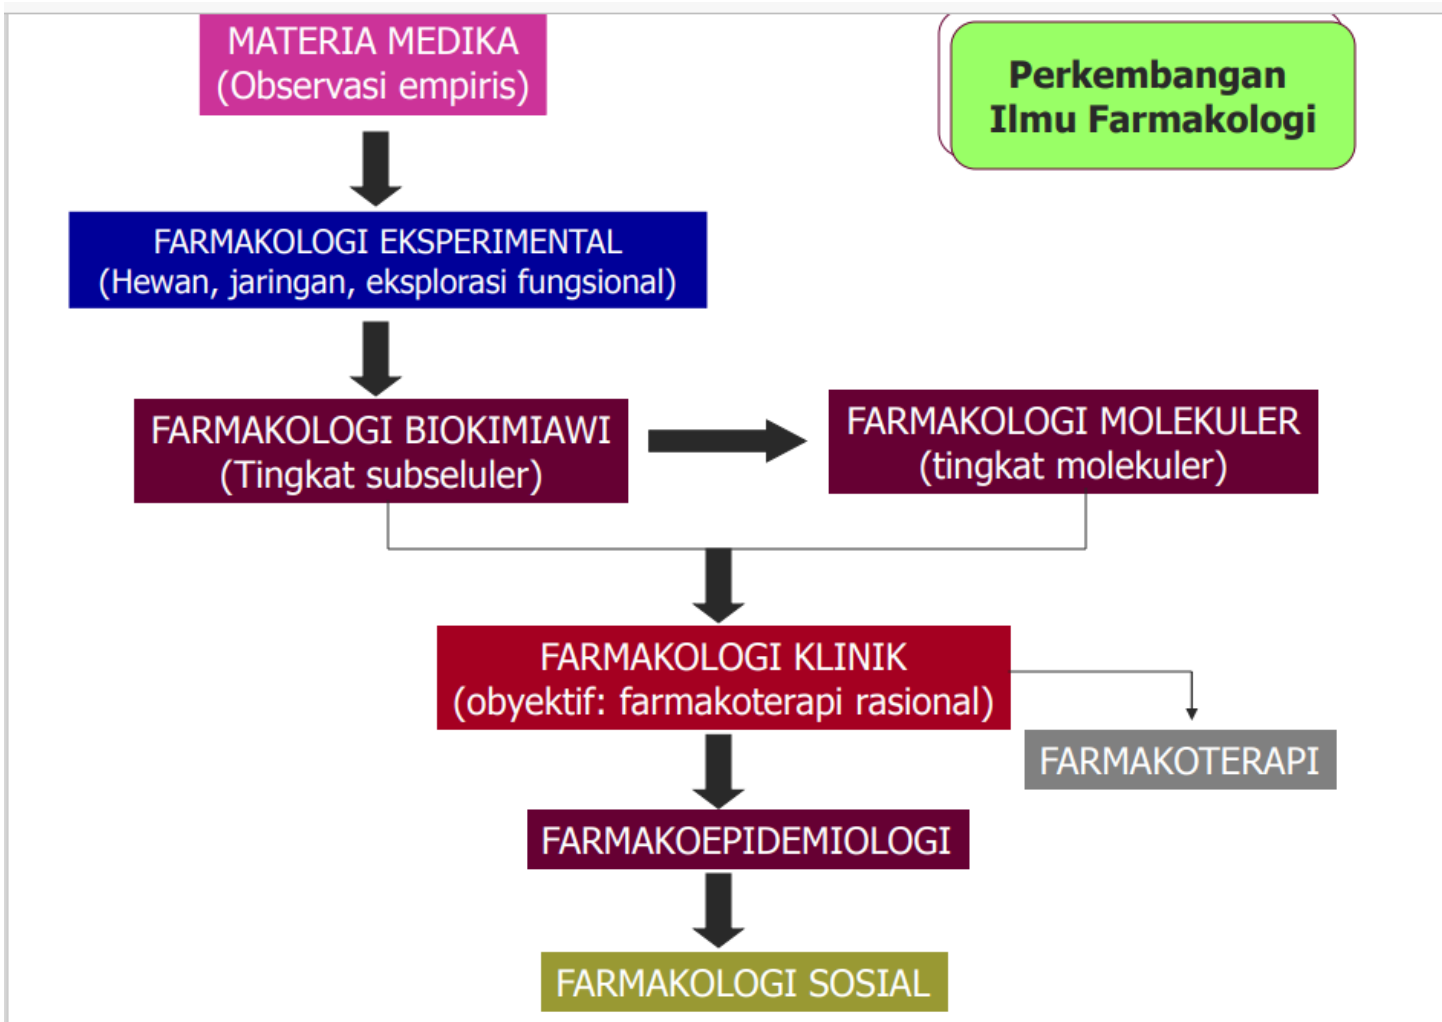 MATERIA MEDIKA
(Observasi empiris)
Perkembangan
Ilmu Farmakologi
FARMAKOLOGI EKSPERIMENTAL
(Hewan, jaringan, eksplorasi fungsional)
FARMAKOLOGI BIOKIMIAWI
(Tingkat subseluler)
FARMAKOLOGI MOLEKULER
(tingkat molekuler)
FARMAKOLOGI KLINIK
(obyektif: farmakoterapi rasional)
FARMAKOTERAPI
FARMAKOEPIDEMIOLOGI
FARMAKOLOGI SOSIAL